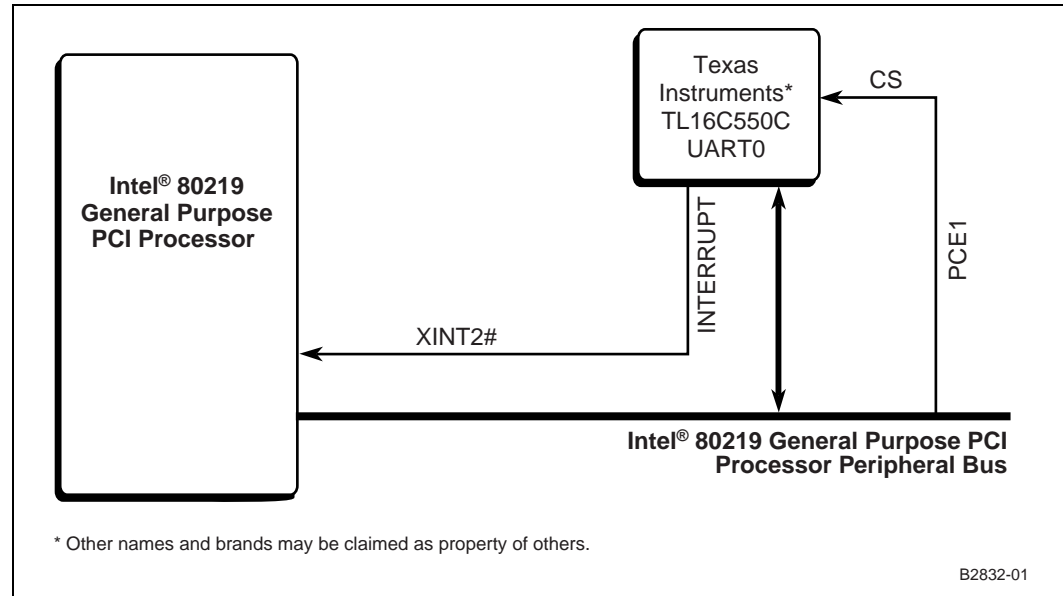 Intel® 80219
General Purpose
PCI Processor
Texas
Instruments*
TL16C550C
UART0
CS
INTERRUPT
PCE1
XINT2#
Intel® 80219 General Purpose PCI
Processor Peripheral Bus
* Other names and brands may be claimed as property of others.
B2832-01